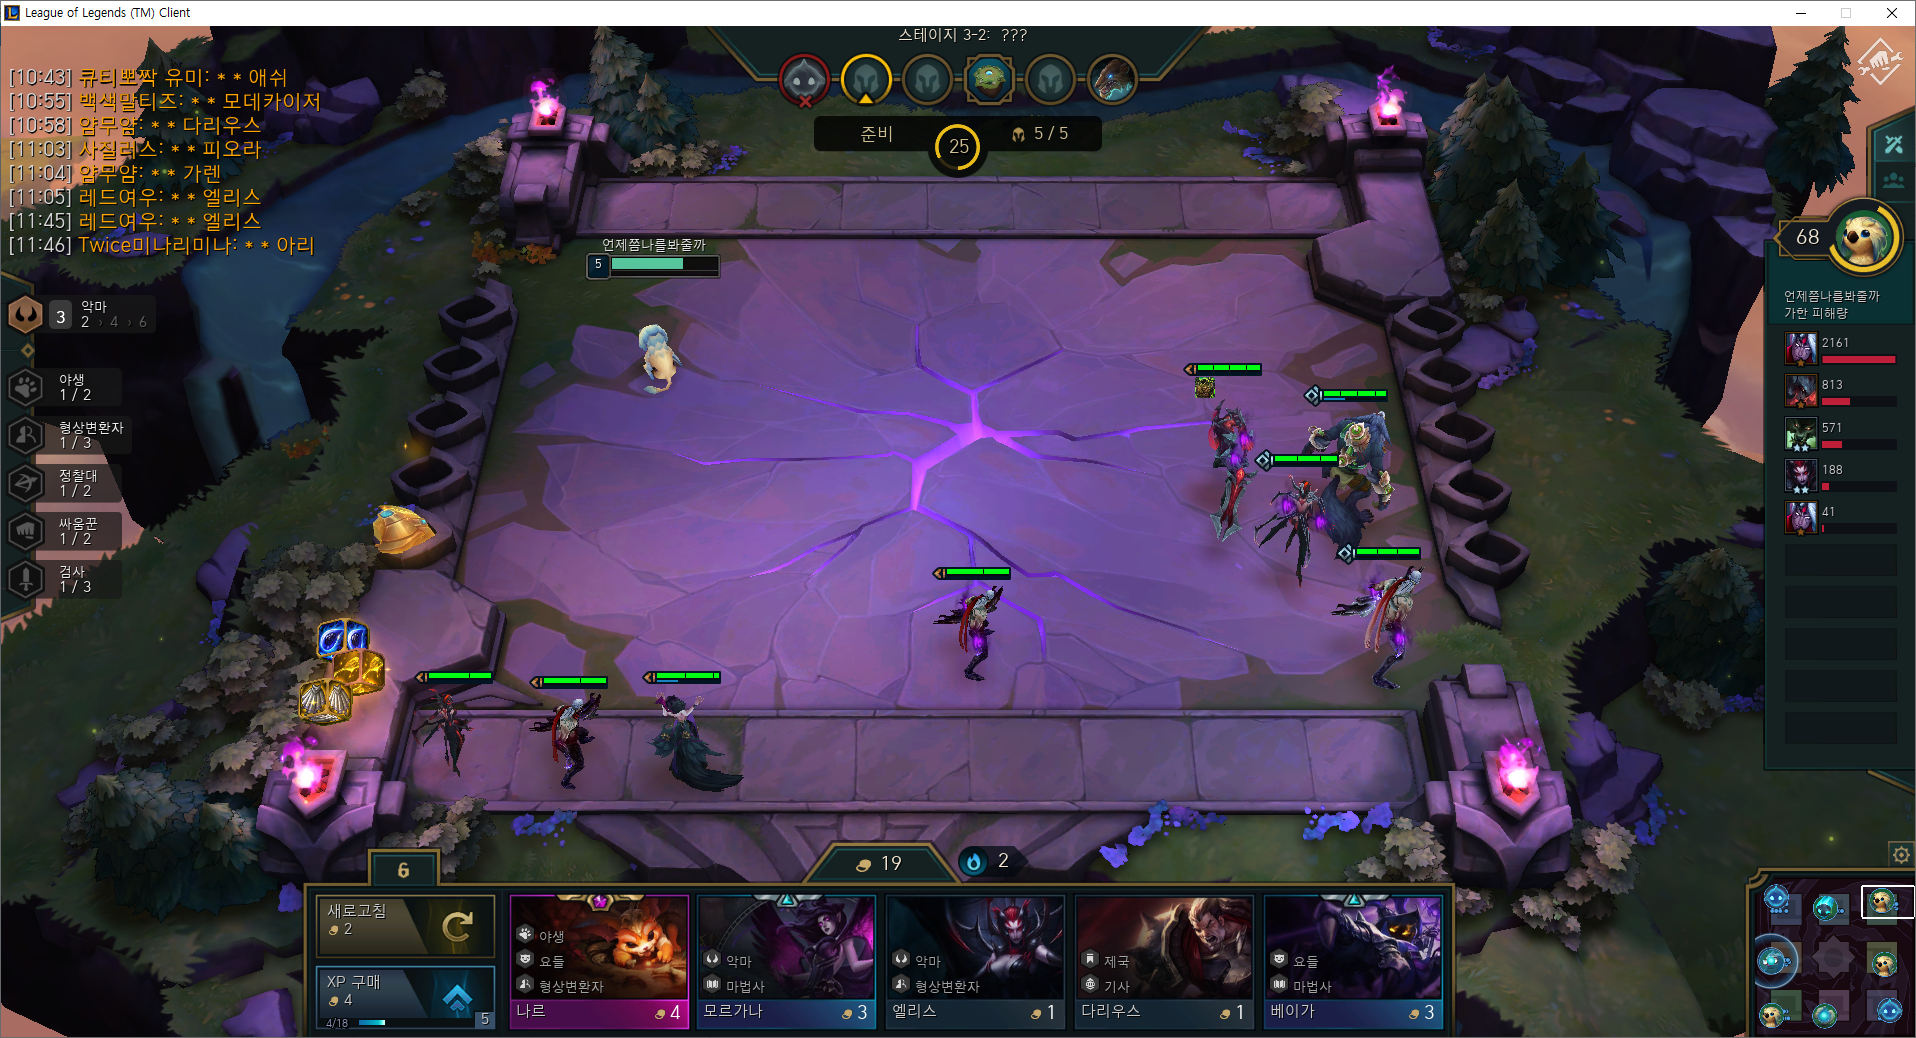 League of Legends (TM) Client
스테이지 3-2: ???
[10:43] 큐티뽀짝 유미: * * 애쉬
[10:55] 백색말티즈: * * 모데카이저
[10:58] 얌무얌: * * 다리우스
[11:03] 사질러스: * * 피오라
[11:04] 얌무얌: * * 가렌
[11:05] 레드여우: * * 엘리스
[11:45] 레드여우: * * 엘리스
[11:46] Twice미나리미나: * * 아리
준비
25
5 / 5
언제쯤나를봐줄까
5
68
언제쯤나를봐줄까
가한 피해량
2161
813
571
188
41
3
악마
2 › 4 › 6
야생
1 / 2
형상변환자
1 / 3
정찰대
1 / 2
싸움꾼
1 / 2
검사
1 / 3
6
19
2
새로고침
2
XP 구매
4
4/18
5
야생
요들
형상변환자
나르
4
악마
마법사
모르가나
3
악마
형상변환자
엘리스
1
제국
기사
다리우스
1
요들
마법사
베이가
3